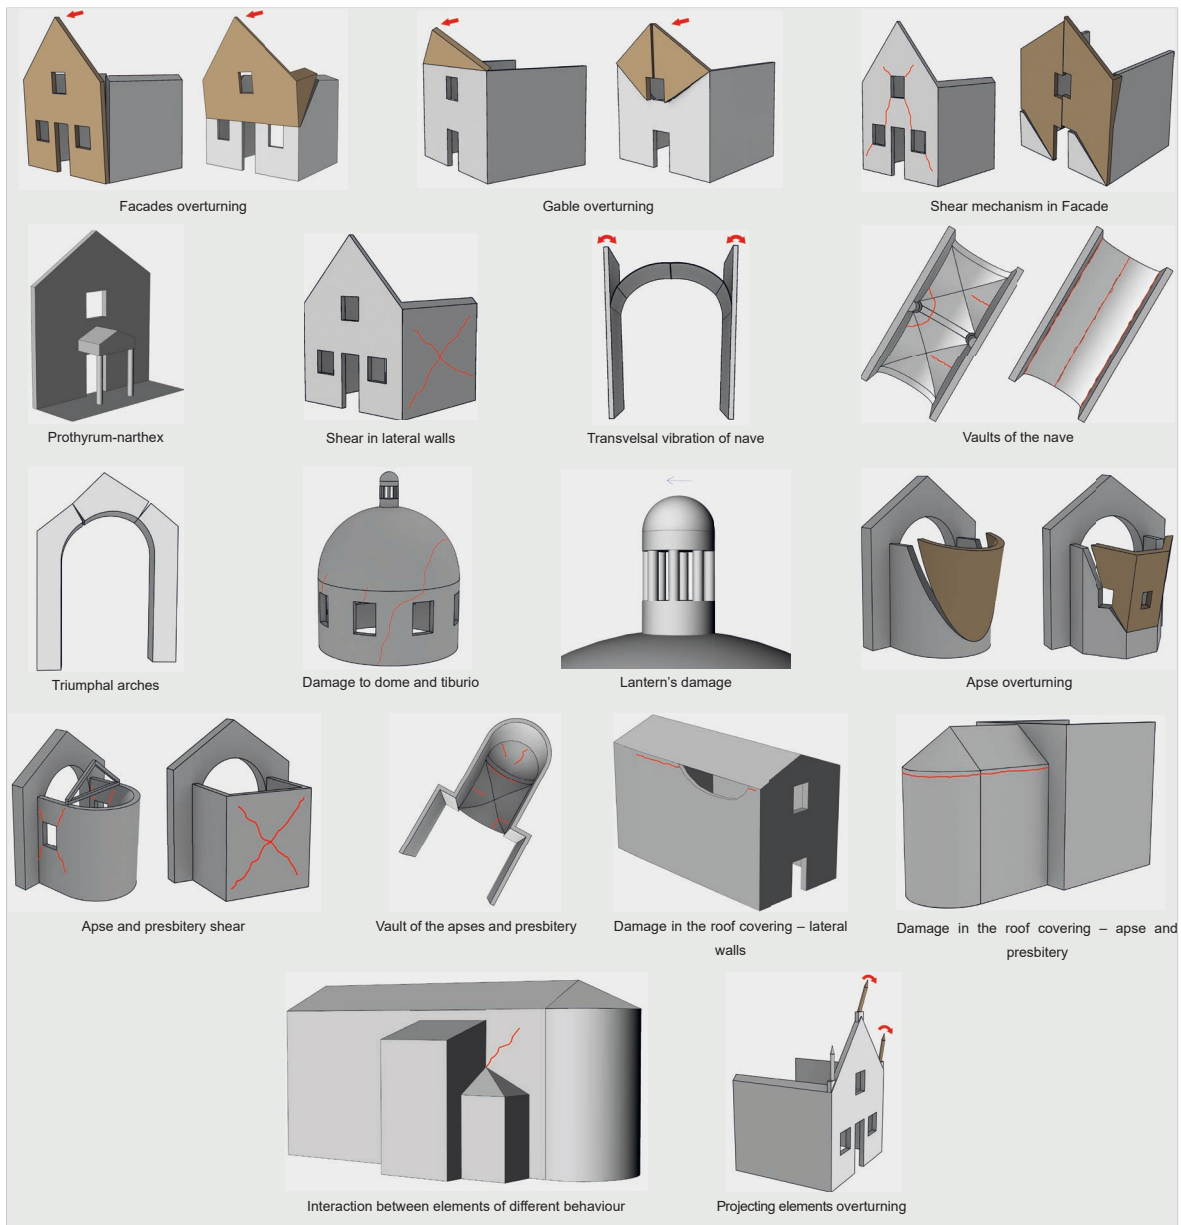 Facades overturning
Gable overturning
Shear mechanism in Facade
Prothyrum-narthex
Shear in lateral walls
Transvelsal vibration of nave
Vaults of the nave
Triumphal arches
Damage to dome and tiburio
Lantern's damage
Apse overturning
Apse and presbitery shear
Vault of the apses and presbitery
Damage in the roof covering – lateral
walls
Damage in the roof covering – apse and
presbitery
Interaction between elements of different behaviour
Projecting elements overturning